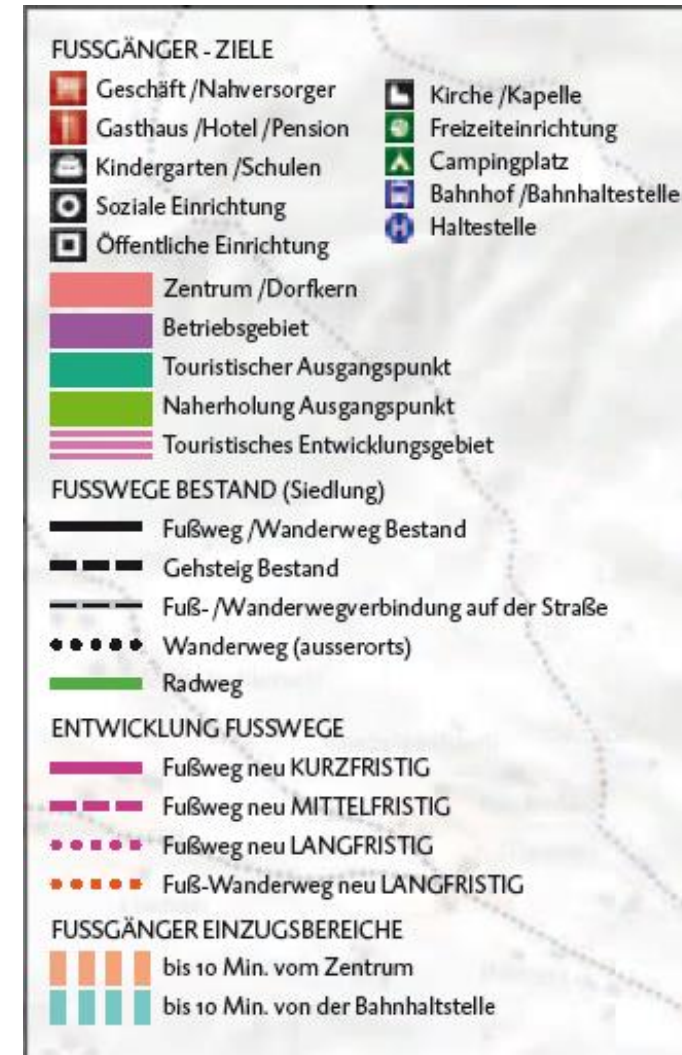 FUSSGÄNGER - ZIELE
Geschäft /Nahversorger
Gasthaus /Hotel /Pension
Kindergarten /Schulen
Soziale Einrichtung
Öffentliche Einrichtung
Kirche /Kapelle
Freizeiteinrichtung
Campingplatz
Bahnhof /Bahnhaltestelle
H Haltestelle
Zentrum /Dorfkern
Betriebsgebiet
Touristischer Ausgangspunkt
Naherholung Ausgangspunkt
Touristisches Entwicklungsgebiet
FUSSWEGE BESTAND (Siedlung)
Fußweg /Wanderweg Bestand
Gehsteig Bestand
Fuß- /Wanderwegverbindung auf der Straße
Wanderweg (ausserorts)
Radweg
ENTWICKLUNG FUSSWEGE
Fußweg neu KURZFRISTIG
Fußweg neu MITTELFRISTIG
Fußweg neu LANGFRISTIG
Fuß-Wanderweg neu LANGFRISTIG
FUSSGÄNGER EINZUGSBEREICHE
bis 10 Min. vom Zentrum
bis 10 Min. von der Bahnhaltstelle